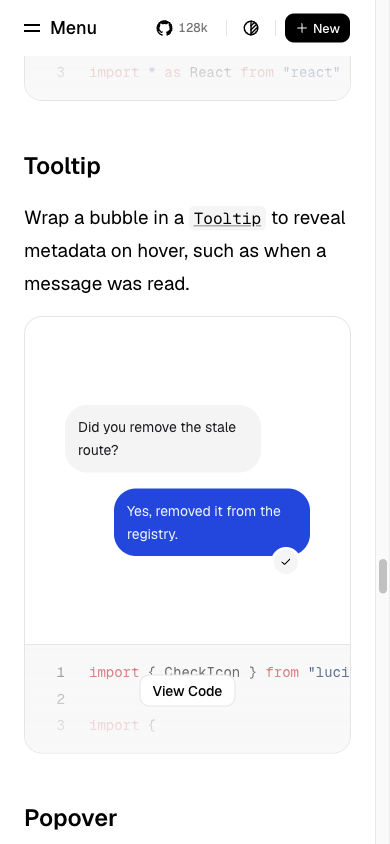 Menu
128k
+ New
3 import * as React from "react"
Tooltip
Wrap a bubble in a Tooltip to reveal
metadata on hover, such as when a
message was read.
Did you remove the stale
route?
Yes, removed it from the
registry.
1 import { CheckIcon } from "luci
View Code
2
3 import {
Popover